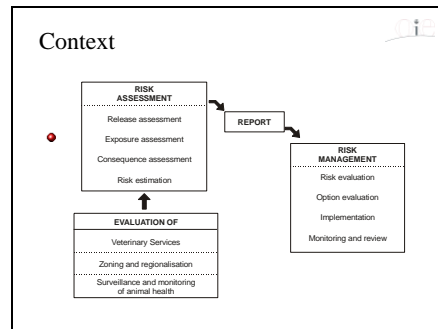 Context
oie
RISK
ASSESSMENT
Release assessment
Exposure assessment
Consequence assessment
Risk estimation
REPORT
RISK
MANAGEMENT
Risk evaluation
Option evaluation
Implementation
Monitoring and review
EVALUATION OF
Veterinary Services
Zoning and regionalisation
Surveillance and monitoring
of animal health